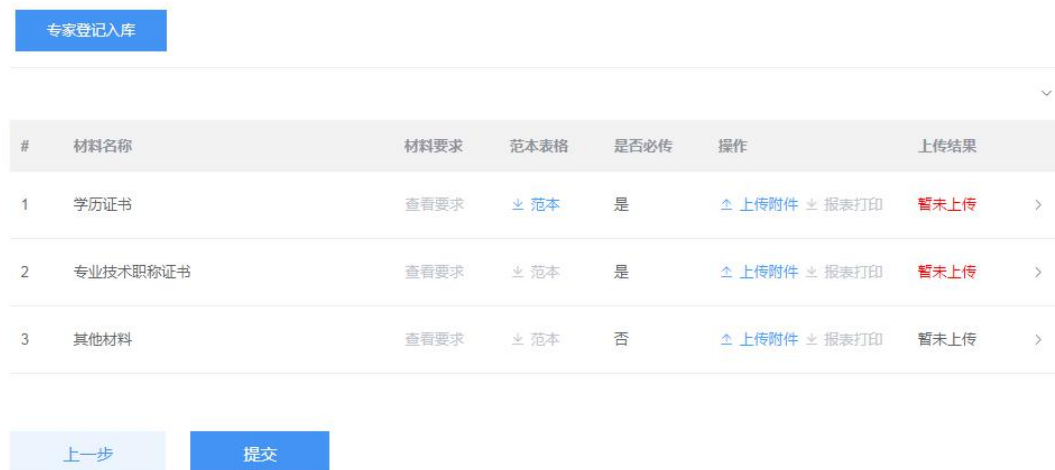 专家登记入库
# 材料名称 材料要求 范本表格 是否必传 操作 上传结果
1 学历证书 查看要求 范本 是 上传附件 报表打印 暂未上传
2 专业技术职称证书 查看要求 范本 是 上传附件 报表打印 暂未上传
3 其他材料 查看要求 范本 否 上传附件 报表打印 暂未上传
上一步 提交